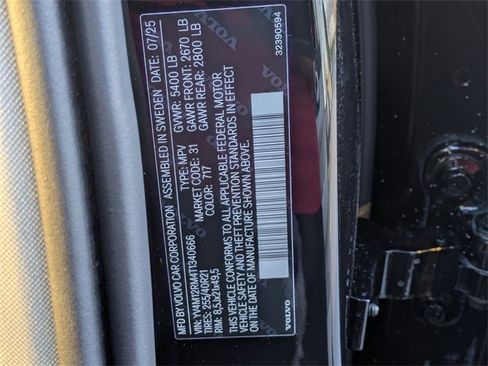 MFD BY:VOLVO CAR CORPORATION ASSEMBLED IN SWEDEN DATE: 07/25
VIN: YV4M12RM4T1340666 TYPE: MPV GVWR: 5400 LB
TIRES: 255/40R21 MARKET CODE: 31 GAWR FRONT: 2670 LB
RIM: 8,5Jx21x49,5 COLOR: 717 GAWR REAR: 2800 LB
THIS VEHICLE CONFORMS TO ALL APPLICABLE FEDERAL MOTOR
VEHICLE SAFETY AND THEFT PREVENTION STANDARDS IN EFFECT
ON THE DATE OF MANUFACTURE SHOWN ABOVE.
VOLVO
32390594